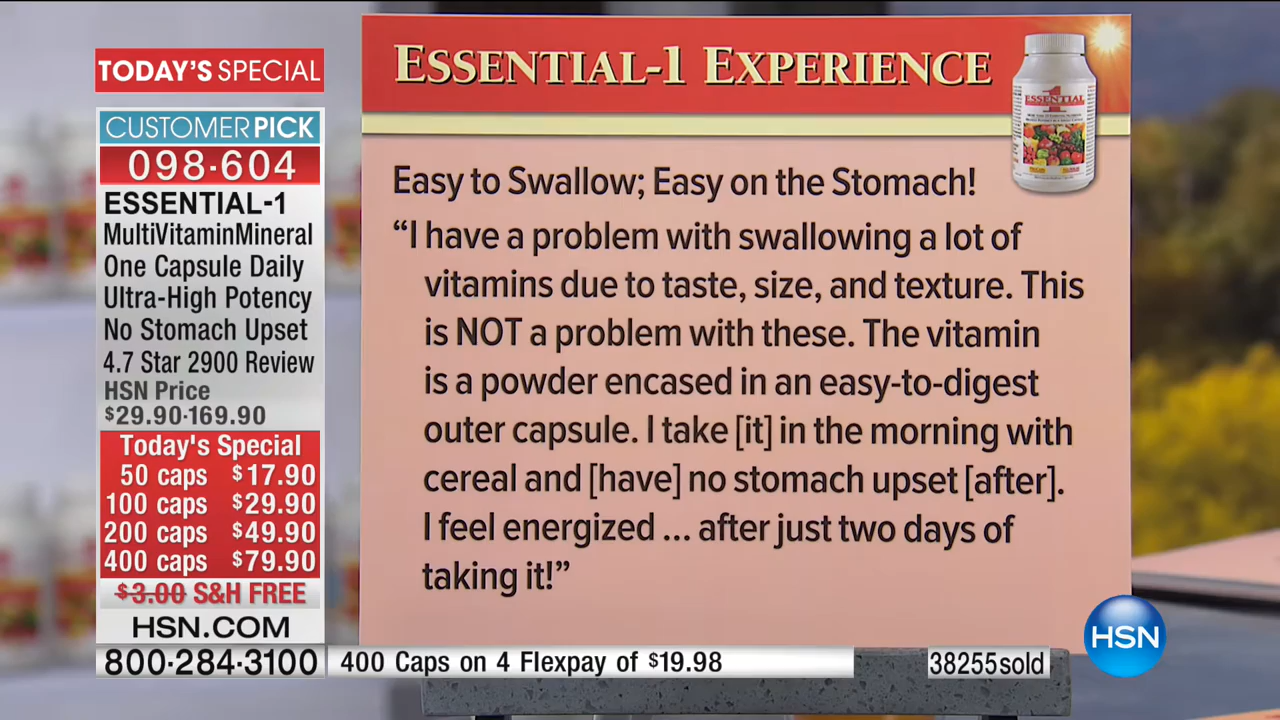 TODAY'S SPECIAL
CUSTOMER PICK
098·604
ESSENTIAL-1
MultiVitaminMineral
One Capsule Daily
Ultra-High Potency
No Stomach Upset
4.7 Star 2900 Review
HSN Price
$29.90-169.90
Today's Special
50 caps $17.90
100 caps $29.90
200 caps $49.90
400 caps $79.90
$3.00 S&H FREE
HSN.COM
800·284·3100
400 Caps on 4 Flexpay of $19.98
38255 sold
HSN
ESSENTIAL-1 EXPERIENCE
1
ESSENTIAL
Easy to Swallow; Easy on the Stomach!
“I have a problem with swallowing a lot of
vitamins due to taste, size, and texture. This
is NOT a problem with these. The vitamin
is a powder encased in an easy-to-digest
outer capsule. I take [it] in the morning with
cereal and [have] no stomach upset [after].
I feel energized ... after just two days of
taking it!”